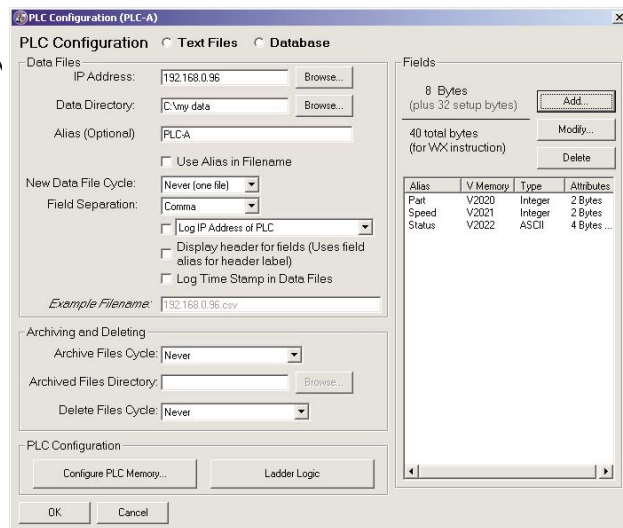 PLC Configuration (PLC-A)
PLC Configuration Text Files Database
Data Files
IP Address: 192.168.0.96 Browse...
Data Directory: C:\my data Browse...
Alias (Optional) PLC-A
Use Alias in Filename
New Data File Cycle: Never (one file)
Field Separation: Comma
Log IP Address of PLC
Display header for fields (Uses field
alias for header label)
Log Time Stamp in Data Files
Example Filename: 192.168.0.96.csv
Archiving and Deleting
Archive Files Cycle: Never
Archived Files Directory: Browse...
Delete Files Cycle: Never
PLC Configuration
Configure PLC Memory... Ladder Logic
OK Cancel
Fields
8 Bytes
(plus 32 setup bytes)
Add...
40 total bytes
(for WX instruction)
Modify...
Delete
Alias V Memory Type Attributes
Part V2020 Integer 2 Bytes
Speed V2021 Integer 2 Bytes
Status V2022 ASCII 4 Bytes ...